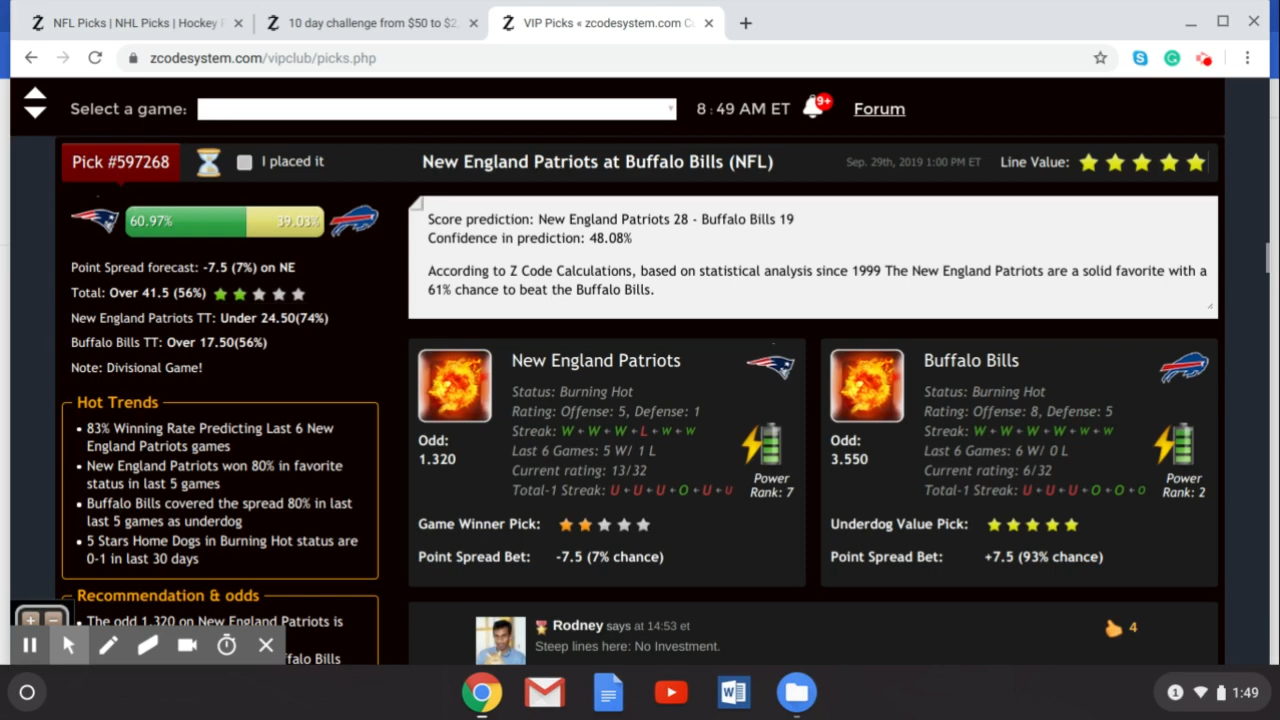 NFL Picks | NHL Picks | Hockey
10 day challenge from $50 to $2
VIP Picks « zcodesystem.com
zcodesystem.com/vipclub/picks.php
Select a game:
8:49 AM ET
9+
Forum
Pick #597268
I placed it
New England Patriots at Buffalo Bills (NFL)
Sep. 29th, 2019 1:00 PM ET
Line Value:
60.97%
39.03%
Point Spread forecast: -7.5 (7%) on NE
Total: Over 41.5 (56%)
New England Patriots TT: Under 24.50(74%)
Buffalo Bills TT: Over 17.50(56%)
Note: Divisional Game!
Hot Trends
• 83% Winning Rate Predicting Last 6 New
England Patriots games
• New England Patriots won 80% in favorite
status in last 5 games
• Buffalo Bills covered the spread 80% in last
last 5 games as underdog
• 5 Stars Home Dogs in Burning Hot status are
0-1 in last 30 days
Recommendation & odds
• The odd 1.320 on New England Patriots is
ffalo Bills
Score prediction: New England Patriots 28 - Buffalo Bills 19
Confidence in prediction: 48.08%
According to Z Code Calculations, based on statistical analysis since 1999 The New England Patriots are a solid favorite with a
61% chance to beat the Buffalo Bills.
New England Patriots
Status: Burning Hot
Rating: Offense: 5, Defense: 1
Streak: W + W + W + L + W + W
Last 6 Games: 5 W/ 1 L
Current rating: 13/32
Total-1 Streak: U + U + U + O + U + U
Odd:
1.320
Power
Rank: 7
Game Winner Pick:
Point Spread Bet: -7.5 (7% chance)
Buffalo Bills
Status: Burning Hot
Rating: Offense: 8, Defense: 5
Streak: W + W + W + W + W + W
Last 6 Games: 6 W/ 0 L
Current rating: 6/32
Total-1 Streak: U + U + U + O + O + O
Odd:
3.550
Power
Rank: 2
Underdog Value Pick:
Point Spread Bet: +7.5 (93% chance)
Rodney says at 14:53 et
Steep lines here: No Investment.
4
1
1:49